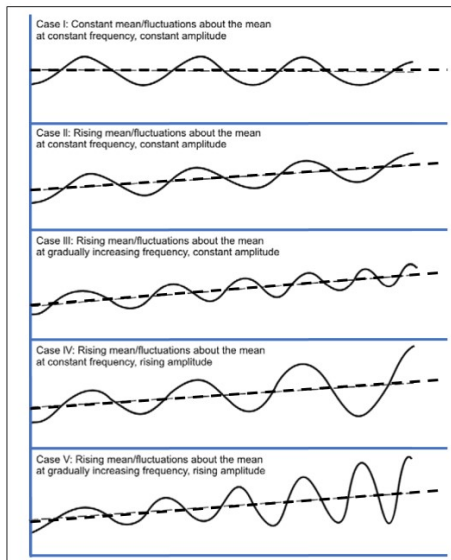 Case I: Constant mean/fluctuations about the mean
at constant frequency, constant amplitude
Case II: Rising mean/fluctuations about the mean
at constant frequency, constant amplitude
Case III: Rising mean/fluctuations about the mean
at gradually increasing frequency, constant amplitude
Case IV: Rising mean/fluctuations about the mean
at constant frequency, rising amplitude
Case V: Rising mean/fluctuations about the mean
at gradually increasing frequency, rising amplitude